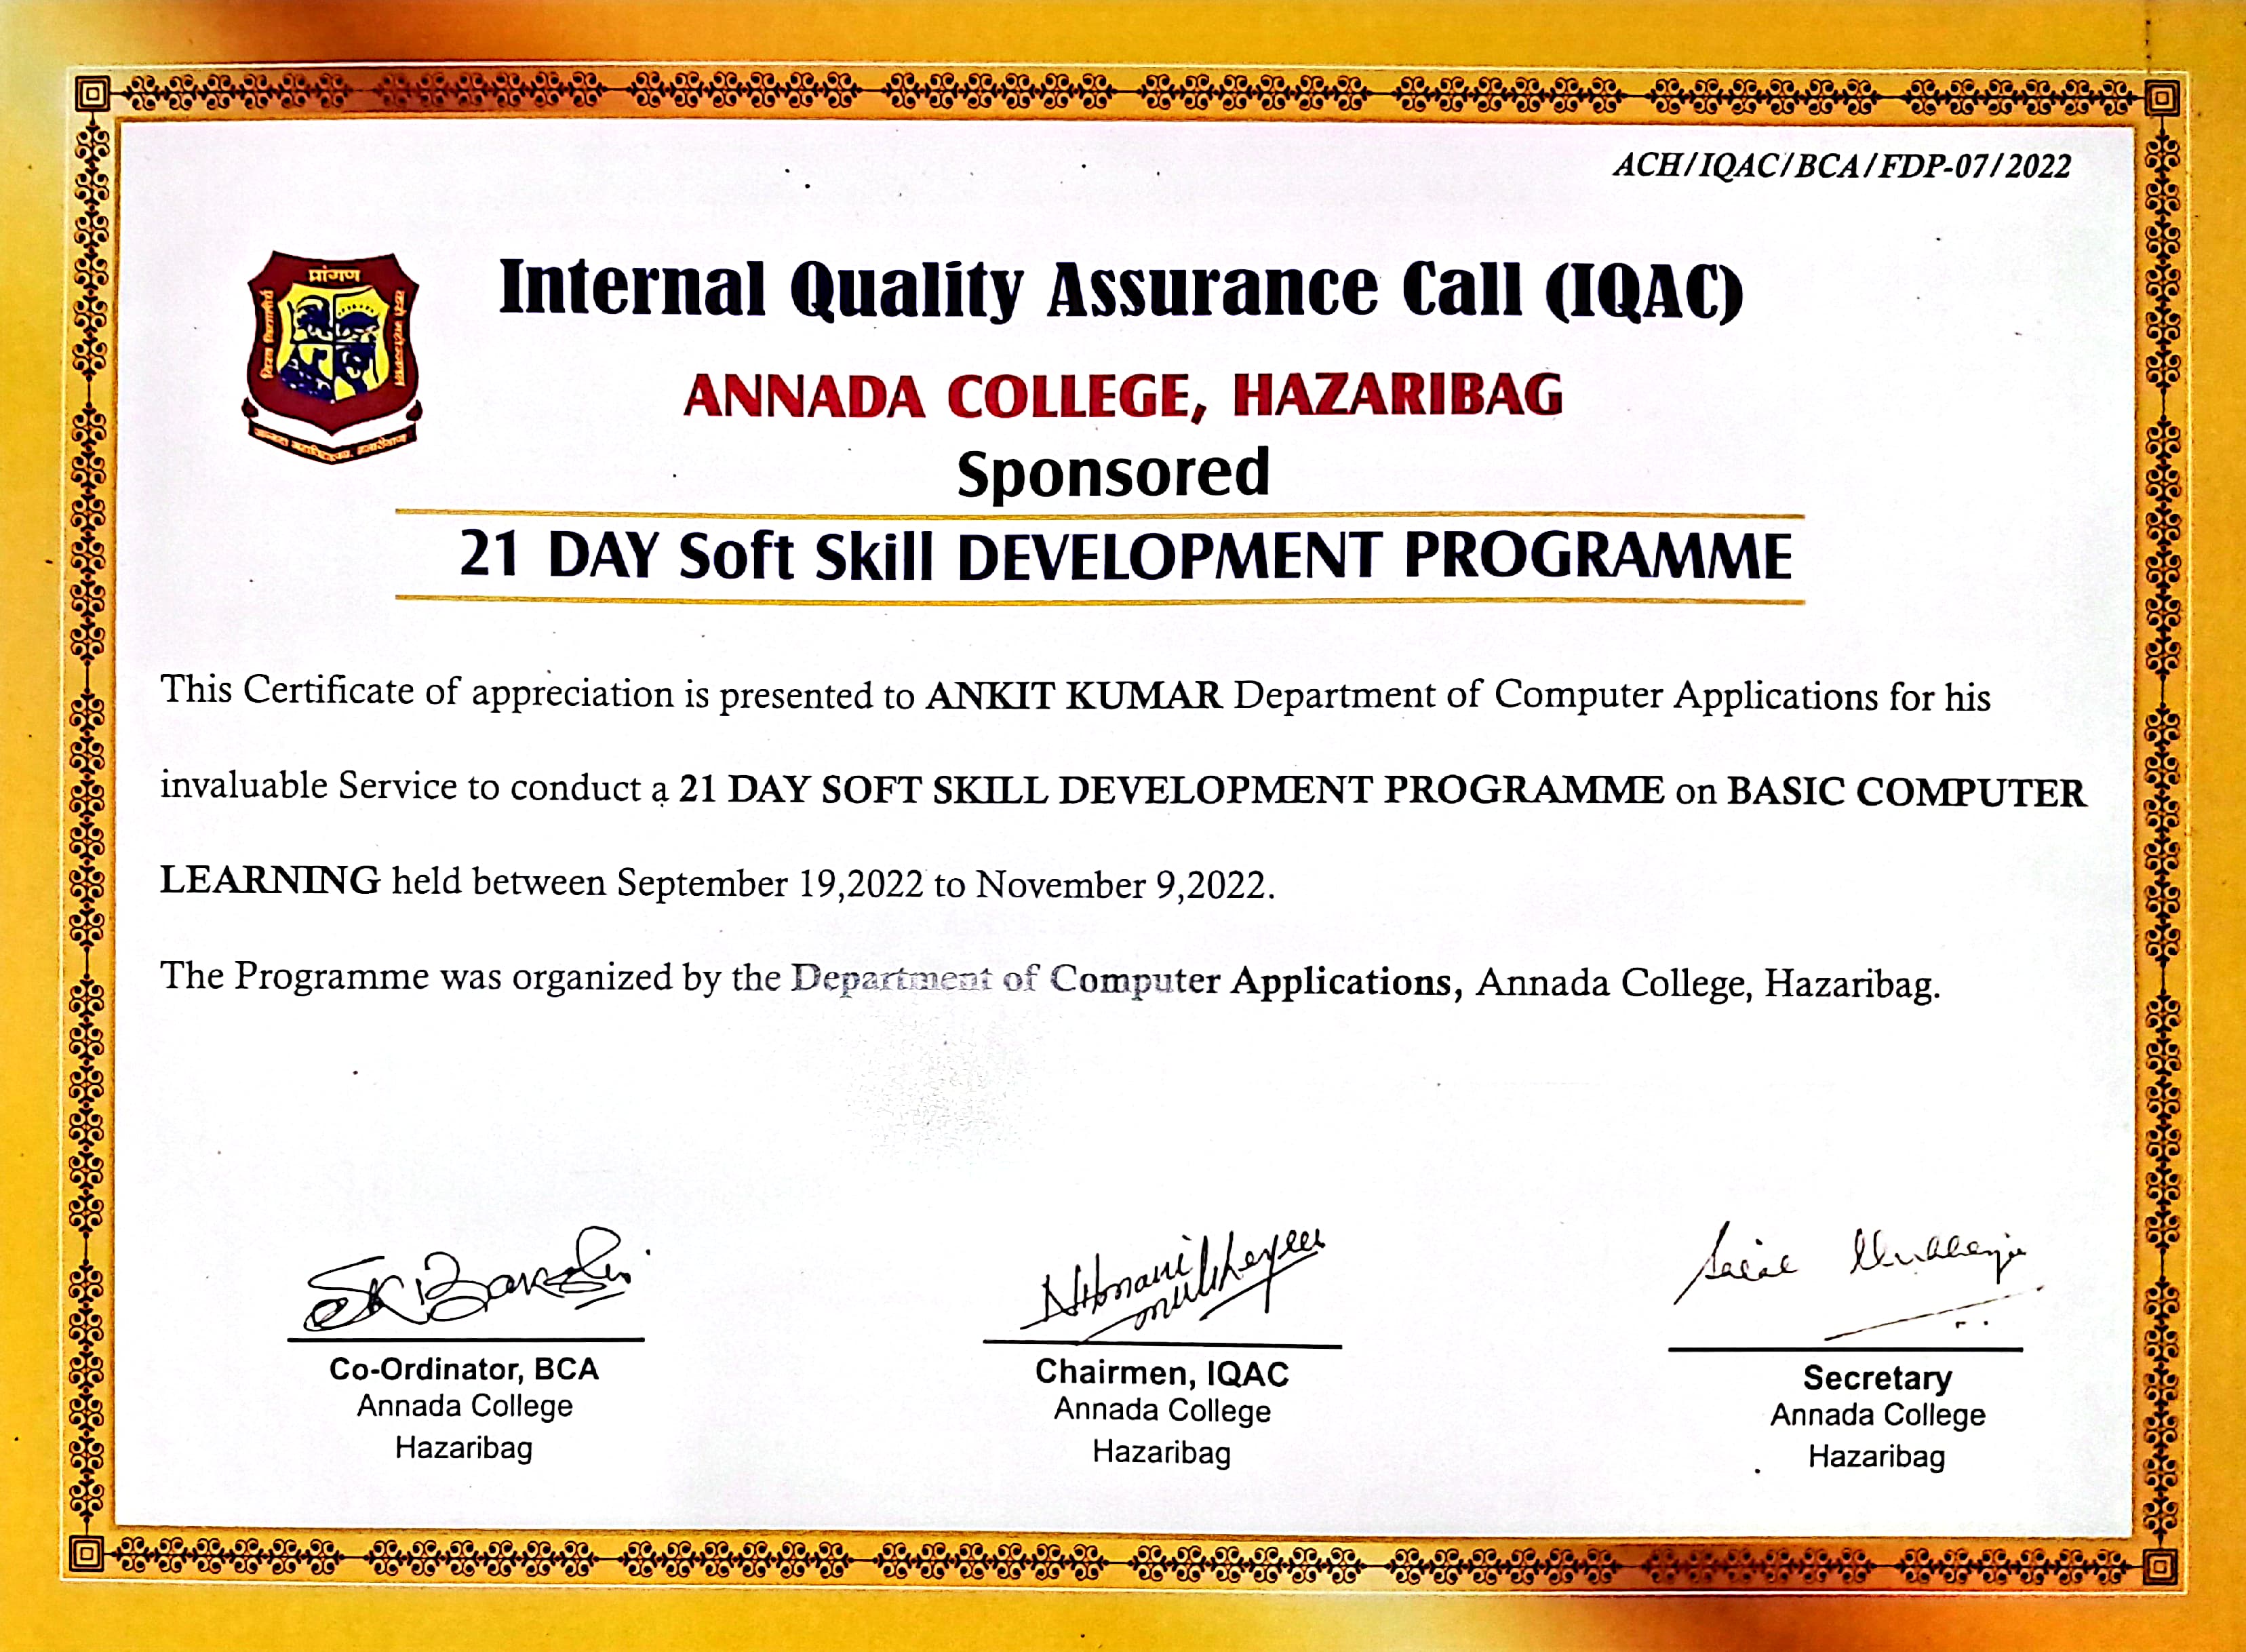 ACH/IQAC/BCA/FDP-07/2022
प्रांगण
Internal Quality Assurance Call (IQAC)
ANNADA COLLEGE, HAZARIBAG
Sponsored
21 DAY Soft Skill DEVELOPMENT PROGRAMME
This Certificate of appreciation is presented to ANKIT KUMAR Department of Computer Applications for his
invaluable Service to conduct a 21 DAY SOFT SKILL DEVELOPMENT PROGRAMME on BASIC COMPUTER
LEARNING held between September 19,2022 to November 9,2022.
The Programme was organized by the Department of Computer Applications, Annada College, Hazaribag.
Co-Ordinator, BCA
Annada College
Hazaribag
Chairmen, IQAC
Annada College
Hazaribag
Secretary
Annada College
Hazaribag